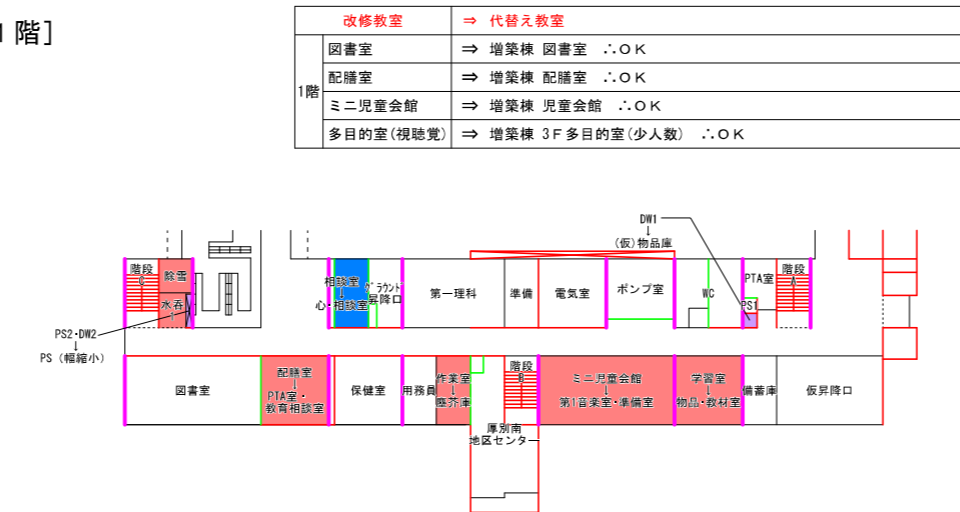 階]
改修教室 ⇒ 代替え教室
1階
図書室 ⇒ 増築棟 図書室 ∴OK
配膳室 ⇒ 増築棟 配膳室 ∴OK
ミニ児童会館 ⇒ 増築棟 児童会館 ∴OK
多目的室(視聴覚) ⇒ 増築棟 3F多目的室(少人数) ∴OK
DW1
↓
(仮)物品庫
階段
C
除雪
水呑
相談室
↓
心・相談室
グラウンド
昇降口
第一理科
準備
電気室
ポンプ室
WC
PTA室
PS1
階段
A
PS2・DW2
↓
PS (幅縮小)
図書室
配膳室
↓
PTA室・
教育相談室
保健室
用務員
作業室
↓
塵芥庫
階段
B
ミニ児童会館
↓
第1音楽室・準備室
学習室
↓
物品・教材室
備蓄庫
仮昇降口
厚別南
地区センター